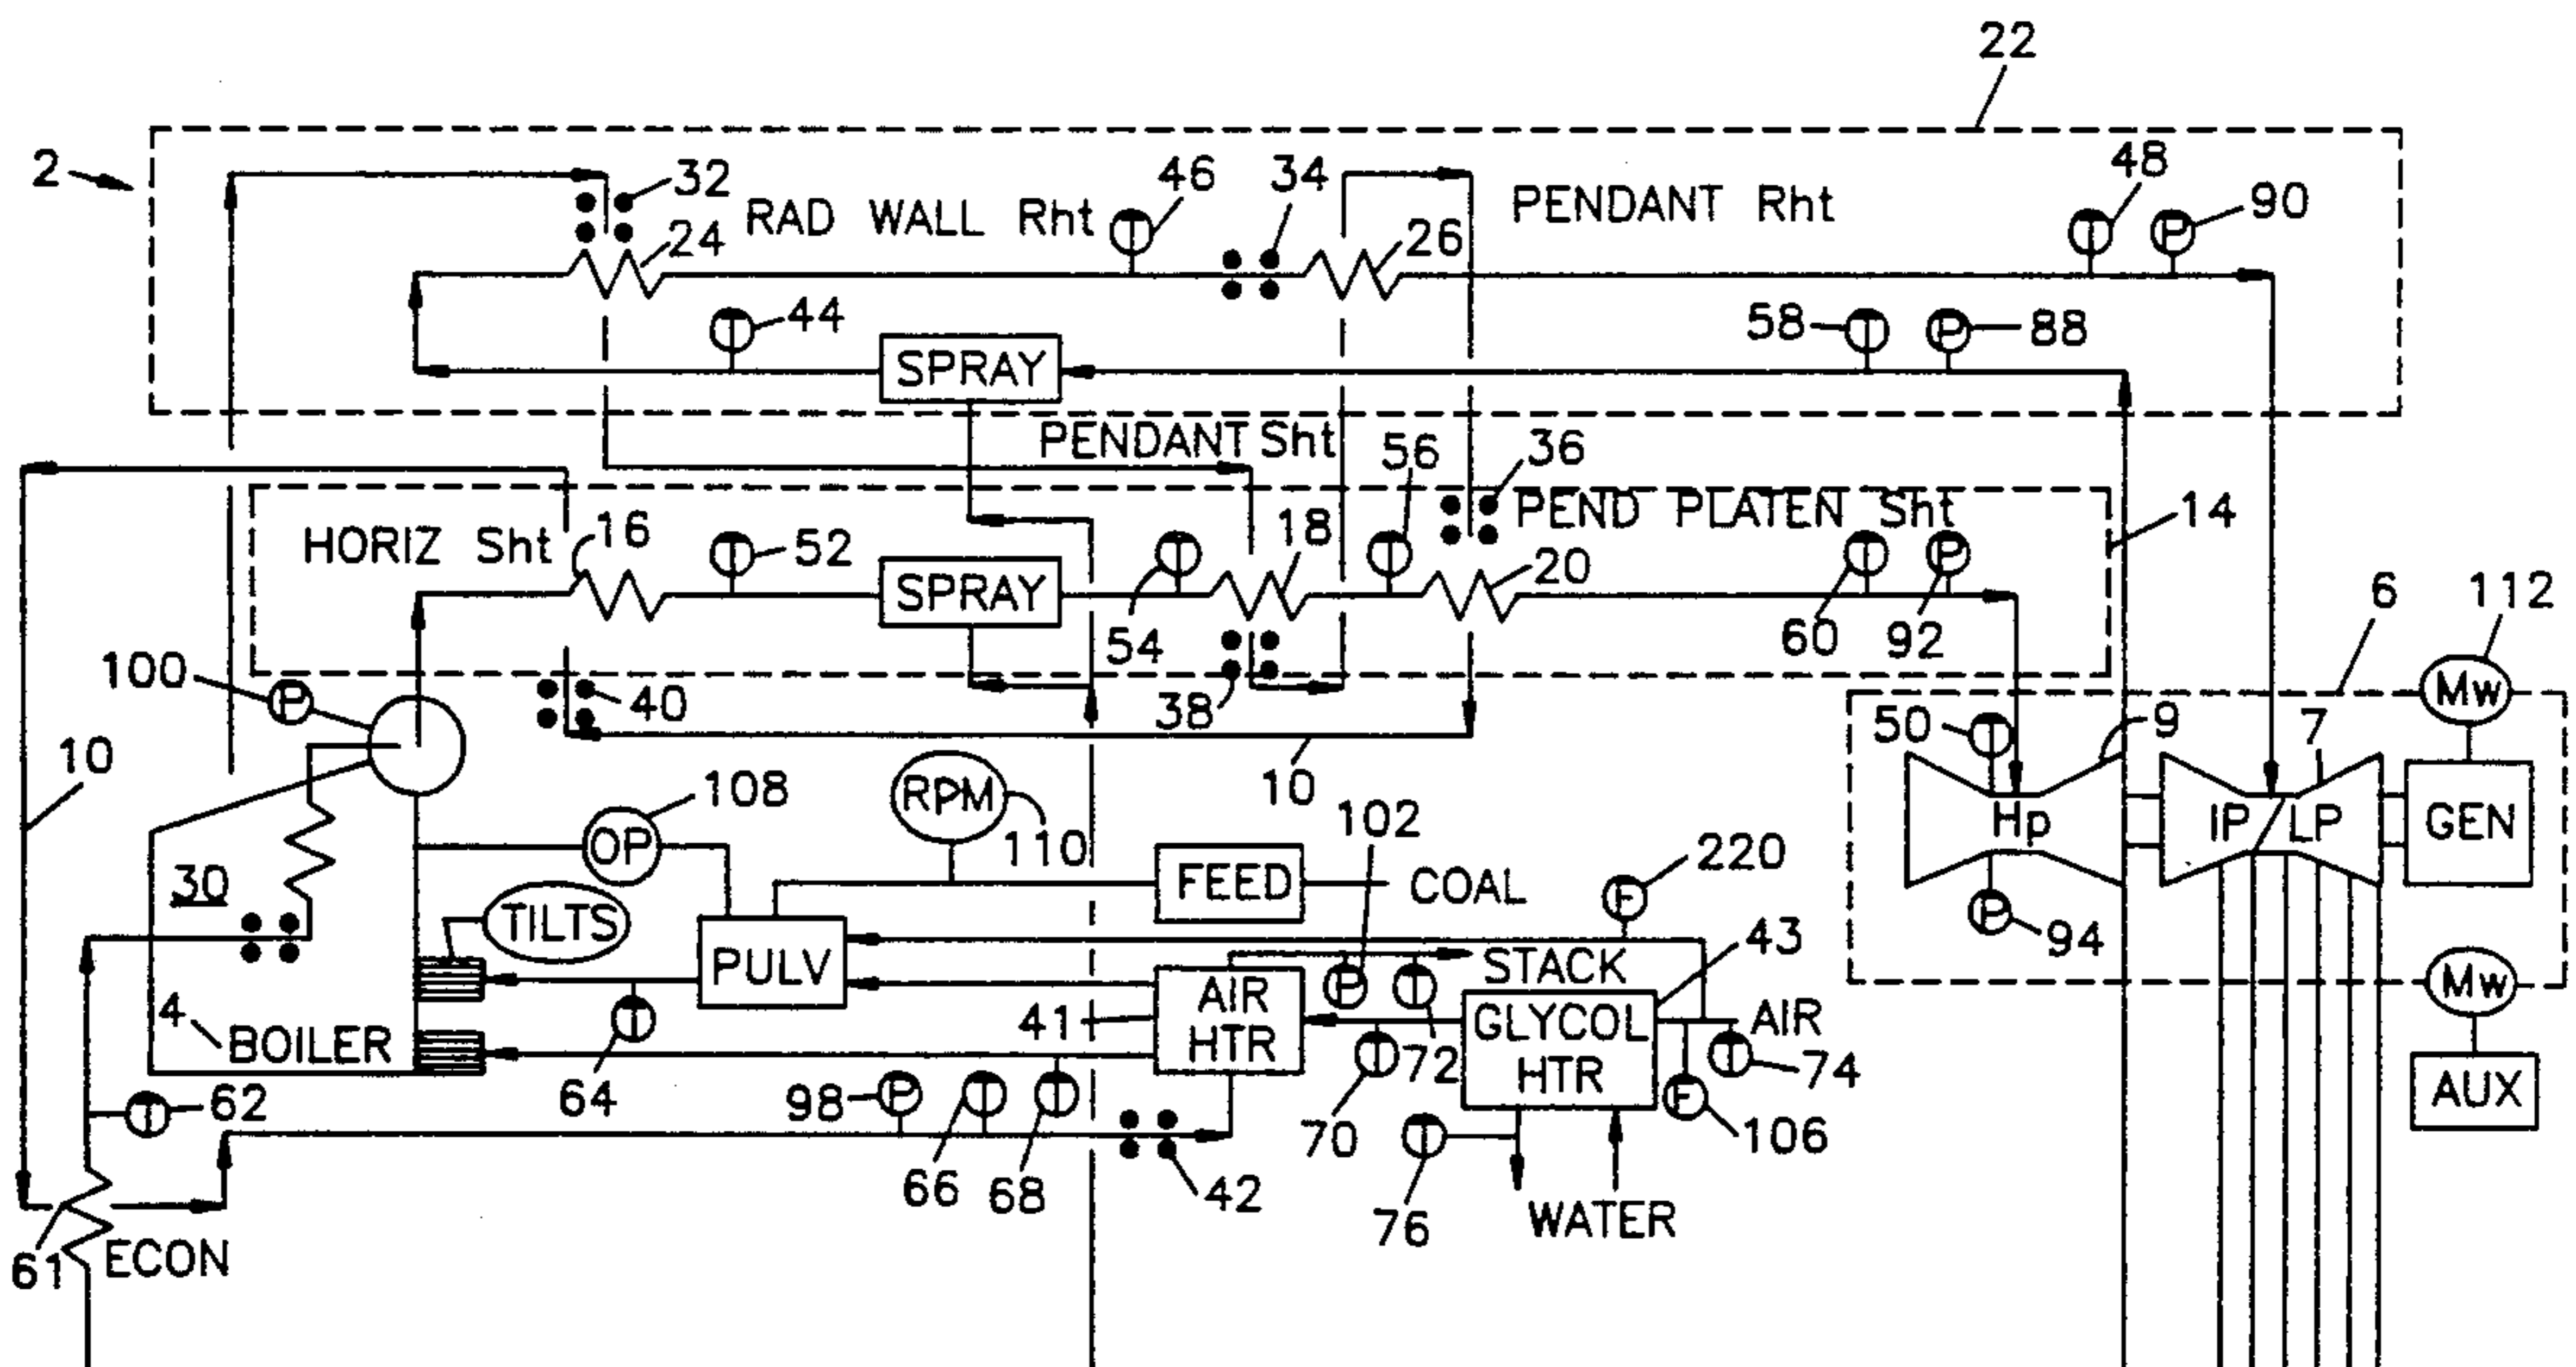 22
2
32
46
34
48
90
RAD WALL Rht
PENDANT Rht
24
26
T
T
P
44
58
88
T
T
P
SPRAY
PENDANT Sht
56
36
HORIZ Sht
16
52
18
PEND PLATEN Sht
14
T
T
T
20
T
P
SPRAY
54
60
92
6
112
100
P
40
38
Mw
50
T
9
7
10
10
108
RPM
110
102
Hp
IP
LP
GEN
OP
30
FEED
COAL
220
F
TILTS
P
94
PULV
STACK
43
AIR HTR
P
T
Mw
4
BOILER
41
GLYCOL HTR
AIR
T
64
T
72
T
74
62
T
98
P
T
T
70
F
106
AUX
66
68
42
76
T
WATER
61
ECON